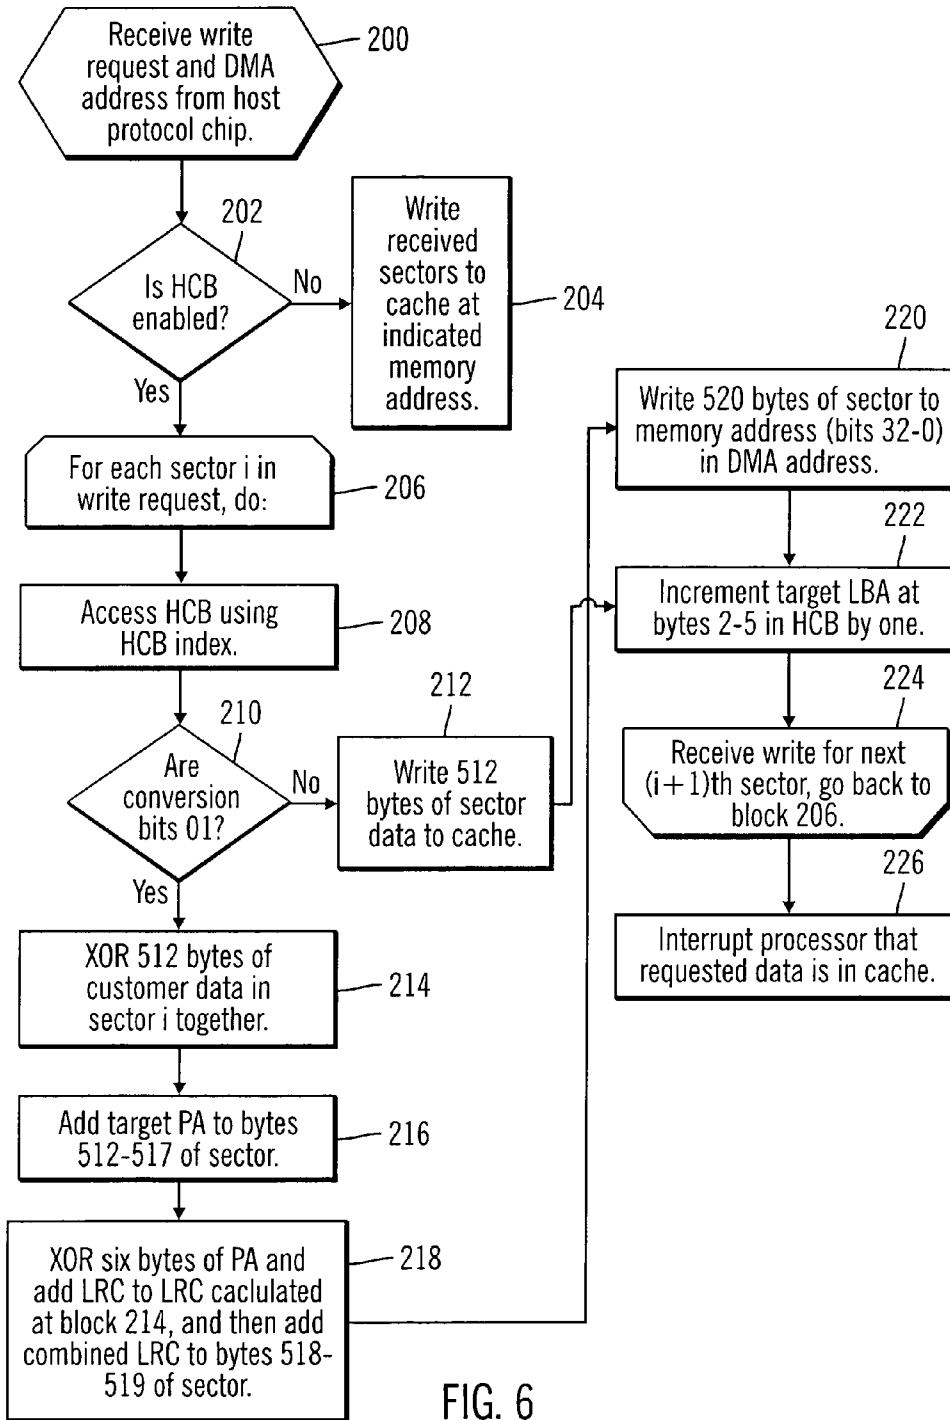 Receive write
request and DMA
address from host
protocol chip.
200
202
Is HCB
enabled?
No
Yes
Write
received
sectors to
cache at
indicated
memory
address.
204
For each sector i in
write request, do:
206
Access HCB using
HCB index.
208
210
Are
conversion
bits 01?
No
Yes
212
Write 512
bytes of sector
data to cache.
XOR 512 bytes of
customer data in
sector i together.
214
Add target PA to bytes
512-517 of sector.
216
XOR six bytes of PA and
add LRC to LRC caclulated
at block 214, and then add
combined LRC to bytes 518-
519 of sector.
218
220
Write 520 bytes of sector to
memory address (bits 32-0)
in DMA address.
222
Increment target LBA at
bytes 2-5 in HCB by one.
224
Receive write for next
(i+1)th sector, go back to
block 206.
226
Interrupt processor that
requested data is in cache.
FIG. 6